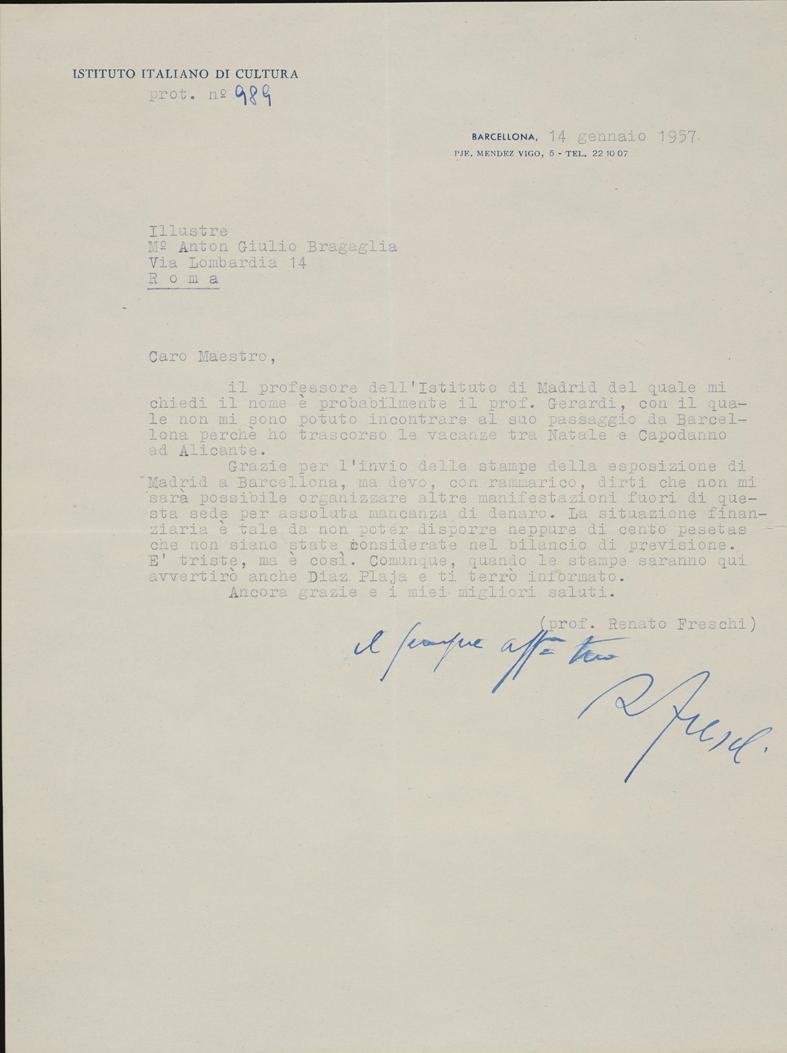 ISTITUTO ITALIANO DI CULTURA
prot. nº 989
BARCELLONA, 14 gennaio 1957.
PJE. MENDEZ VIGO, 5 - TEL. 22 10 07
Illustre
Mº Anton Giulio Bragaglia
Via Lombardia 14
R o m a
Caro Maestro,
il professore dell'Istituto di Madrid del quale mi
chiedi il nome è probabilmente il prof. Gerardi, con il qua-
le non mi sono potuto incontrare al suo passaggio da Barcel-
lona perchè ho trascorso le vacanze tra Natale e Capodanno
ad Alicante.
Grazie per l'invio delle stampe della esposizione di
Madrid a Barcellona, ma devo, con rammarico, dirti che non mi
sarà possibile organizzare altre manifestazioni fuori di que-
sta sede per assoluta mancanza di denaro. La situazione finan-
ziaria è tale da non poter disporre neppure di cento pesetas
che non siano state considerate nel bilancio di previsione.
E' triste, ma è così. Comunque, quando le stampe saranno qui
avvertirò anche Diaz Plaja e ti terrò informato.
Ancora grazie e i miei migliori saluti.
(prof. Renato Freschi)
il sempre aff= tuo
R Freschi